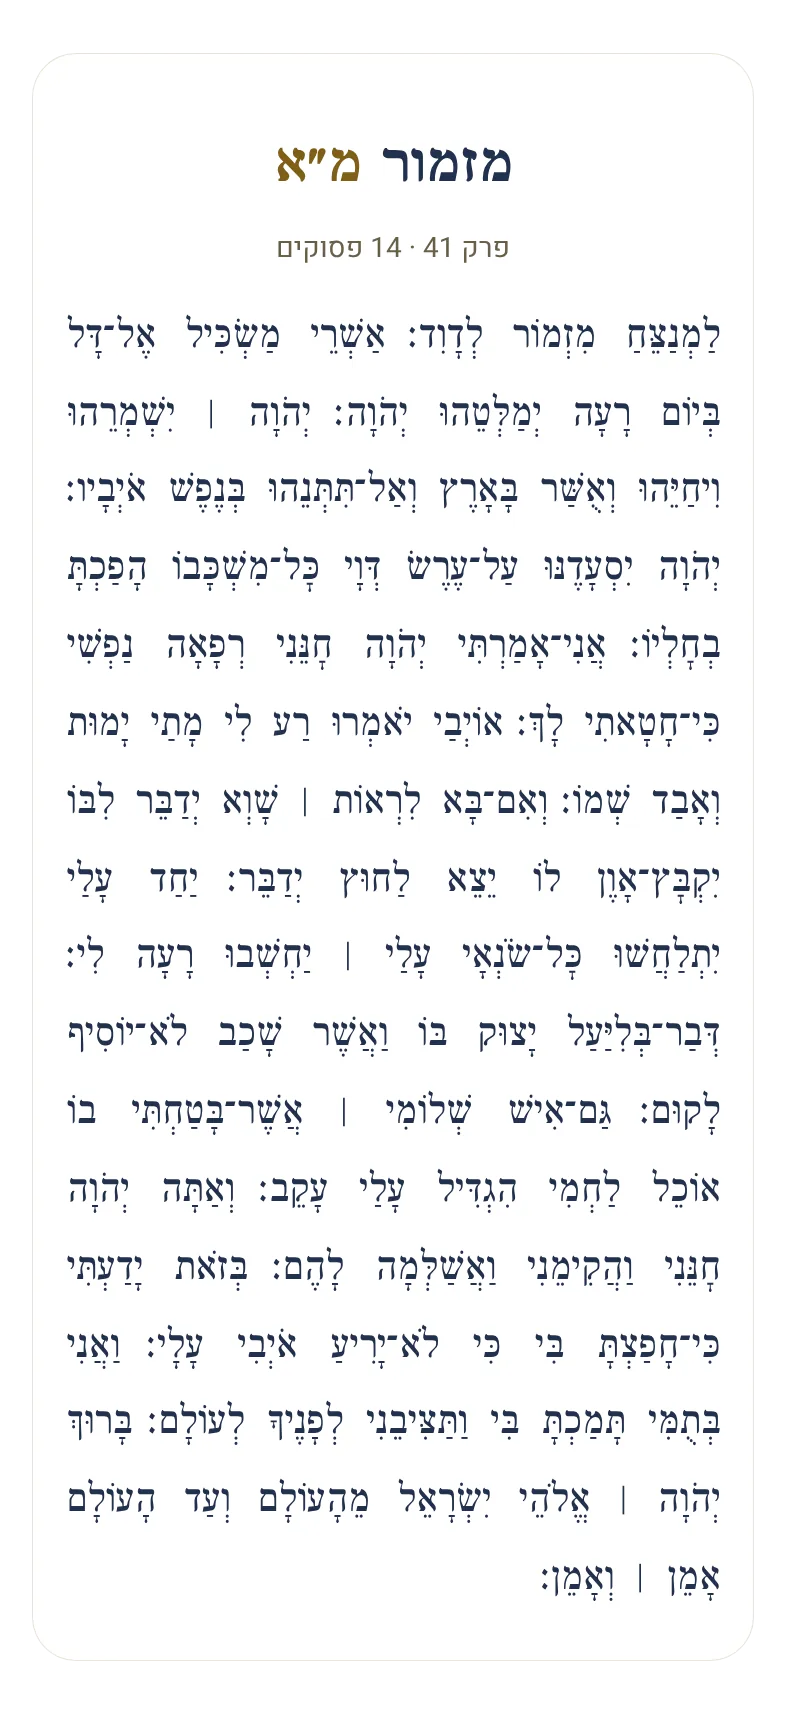 מזמור מ״א
פרק 41 · 14 פסוקים
לַמְנַצֵּחַ מִזְמוֹר לְדָוִד: אַשְׁרֵי מַשְׂכִּיל אֶל־דָּל
בְּיוֹם רָעָה יְמַלְּטֵהוּ יְהֹוָה: יְהֹוָה | יִשְׁמְרֵהוּ
וִיחַיֵּהוּ וְאֻשַּׁר בָּאָרֶץ וְאַל־תִּתְּנֵהוּ בְּנֶפֶשׁ אֹיְבָיו:
יְהֹוָה יִסְעָדֶנּוּ עַל־עֶרֶשׂ דְּוָי כָּל־מִשְׁכָּבוֹ הָפַכְתָּ
בְחָלְיוֹ: אֲנִי־אָמַרְתִּי יְהֹוָה חָנֵּנִי רְפָאָה נַפְשִׁי
כִּי־חָטָאתִי לָךְ: אוֹיְבַי יֹאמְרוּ רַע לִי מָתַי יָמוּת
וְאָבַד שְׁמוֹ: וְאִם־בָּא לִרְאוֹת | שָׁוְא יְדַבֵּר לִבּוֹ
יִקְבָּץ־אָוֶן לוֹ יֵצֵא לַחוּץ יְדַבֵּר: יַחַד עָלַי
יִתְלַחֲשׁוּ כָּל־שֹׂנְאָי עָלַי | יַחְשְׁבוּ רָעָה לִי:
דְּבַר־בְּלִיַּעַל יָצוּק בּוֹ וַאֲשֶׁר שָׁכַב לֹא־יוֹסִיף
לָקוּם: גַּם־אִישׁ שְׁלוֹמִי | אֲשֶׁר־בָּטַחְתִּי בוֹ
אוֹכֵל לַחְמִי הִגְדִּיל עָלַי עָקֵב: וְאַתָּה יְהֹוָה
חָנֵּנִי וַהֲקִימֵנִי וַאֲשַׁלְּמָה לָהֶם: בְּזֹאת יָדַעְתִּי
כִּי־חָפַצְתָּ בִּי כִּי לֹא־יָרִיעַ אֹיְבִי עָלָי: וַאֲנִי
בְּתֻמִּי תָּמַכְתָּ בִּי וַתַּצִּיבֵנִי לְפָנֶיךָ לְעוֹלָם: בָּרוּךְ
יְהֹוָה | אֱלֹהֵי יִשְׂרָאֵל מֵהָעוֹלָם וְעַד הָעוֹלָם
אָמֵן | וְאָמֵן: